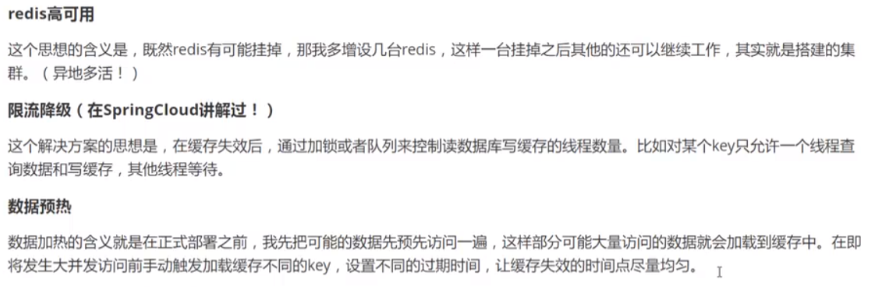 redis高可用
这个思想的含义是，既然redis有可能挂掉，那我多增设几台redis，这样一台挂掉之后其他的还可以继续工作，其实就是搭建的集
群。（异地多活！）
限流降级（在SpringCloud讲解过！）
这个解决方案的思想是，在缓存失效后，通过加锁或者队列来控制读数据库写缓存的线程数量。比如对某个key只允许一个线程查
询数据和写缓存，其他线程等待。
数据预热
数据加热的含义就是在正式部署之前，我先把可能的数据先预先访问一遍，这样部分可能大量访问的数据就会加载到缓存中。在即
将发生大并发访问前手动触发加载缓存不同的key，设置不同的过期时间，让缓存失效的时间点尽量均匀。